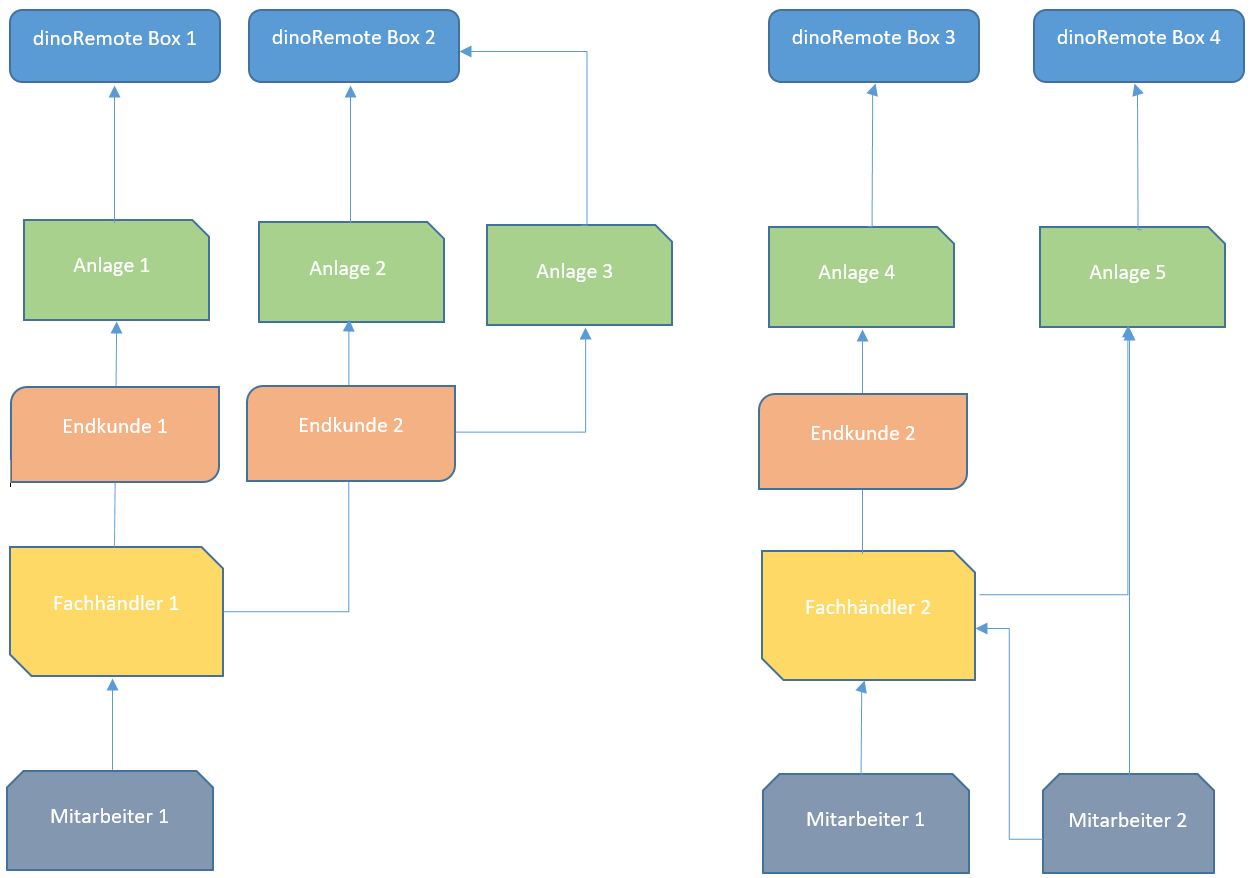 dinoRemote Box 1
dinoRemote Box 2
dinoRemote Box 3
dinoRemote Box 4
Anlage 1
Anlage 2
Anlage 3
Anlage 4
Anlage 5
Endkunde 1
Endkunde 2
Endkunde 2
Fachhändler 1
Fachhändler 2
Mitarbeiter 1
Mitarbeiter 1
Mitarbeiter 2